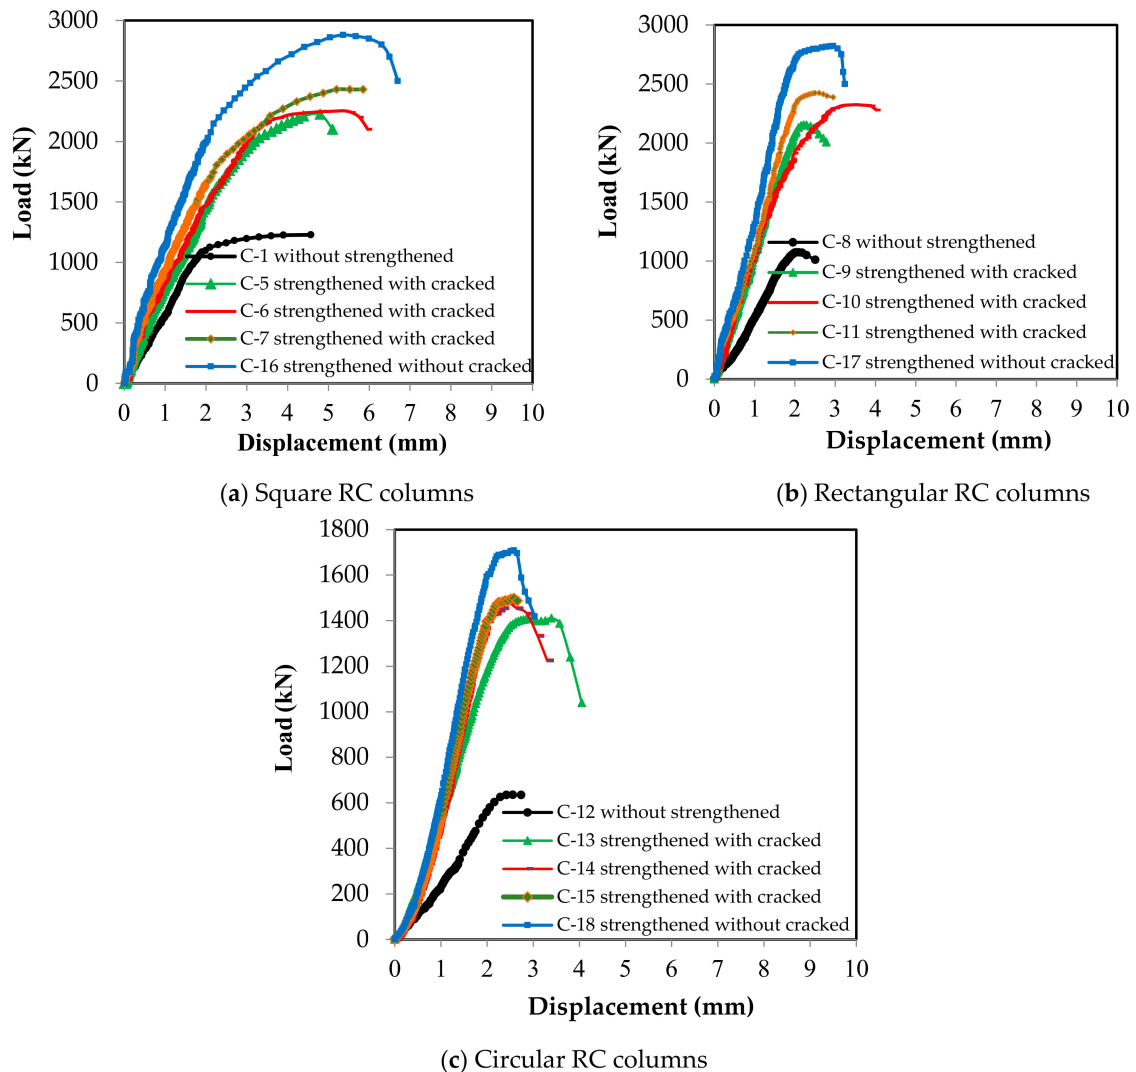 3000
2500
2000
1500
1000
500
0
Load (kN)
C-1 without strengthened
C-5 strengthened with cracked
C-6 strengthened with cracked
C-7 strengthened with cracked
C-16 strengthened without cracked
0 1 2 3 4 5 6 7 8 9 10
Displacement (mm)
(a) Square RC columns
3000
2500
2000
1500
1000
500
0
Load (kN)
C-8 without strengthened
C-9 strengthened with cracked
C-10 strengthened with cracked
C-11 strengthened with cracked
C-17 strengthened without cracked
0 1 2 3 4 5 6 7 8 9 10
Displacement (mm)
(b) Rectangular RC columns
1800
1600
1400
1200
1000
800
600
400
200
0
Load (kN)
C-12 without strengthened
C-13 strengthened with cracked
C-14 strengthened with cracked
C-15 strengthened with cracked
C-18 strengthened without cracked
0 1 2 3 4 5 6 7 8 9 10
Displacement (mm)
(c) Circular RC columns